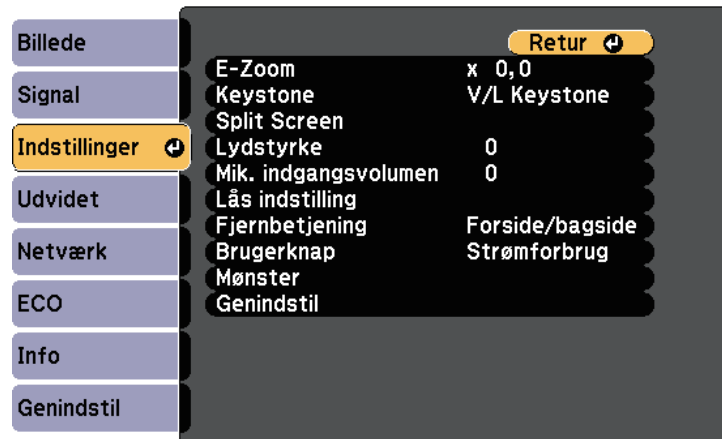 Billede
Signal
Indstillinger
Udvidet
Netværk
ECO
Info
Genindstil
Retur
E-Zoom x 0,0
Keystone V/L Keystone
Split Screen
Lydstyrke 0
Mik. indgangsvolumen 0
Lås indstilling
Fjernbetjening Forside/bagside
Brugerknap Strømforbrug
Mønster
Genindstil